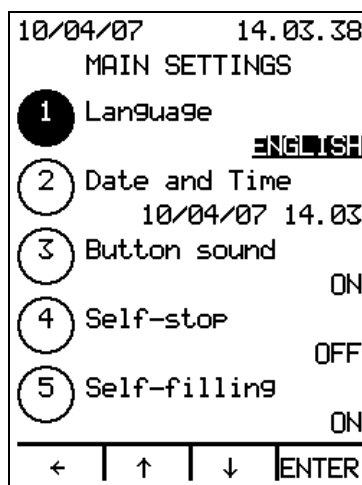 10/04/07 14.03.38
MAIN SETTINGS
1 Language
ENGLISH
2 Date and Time
10/04/07 14.03
3 Button sound
ON
4 Self-stop
OFF
5 Self-filling
ON
← ↑ ↓ ENTER